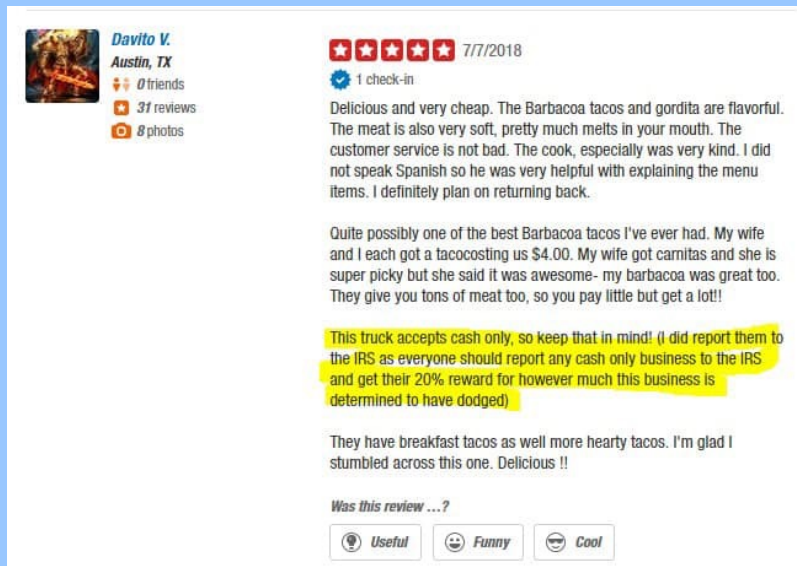 Davito V.
Austin, TX
0 friends
31 reviews
8 photos
7/7/2018
1 check-in
Delicious and very cheap. The Barbacoa tacos and gordita are flavorful.
The meat is also very soft, pretty much melts in your mouth. The
customer service is not bad. The cook, especially was very kind. I did
not speak Spanish so he was very helpful with explaining the menu
items. I definitely plan on returning back.
Quite possibly one of the best Barbacoa tacos I've ever had. My wife
and I each got a tacocosting us $4.00. My wife got carnitas and she is
super picky but she said it was awesome- my barbacoa was great too.
They give you tons of meat too, so you pay little but get a lot!!
This truck accepts cash only, so keep that in mind! (I did report them to
the IRS as everyone should report any cash only business to the IRS
and get their 20% reward for however much this business is
determined to have dodged)
They have breakfast tacos as well more hearty tacos. I'm glad I
stumbled across this one. Delicious !!
Was this review ...?
Useful
Funny
Cool